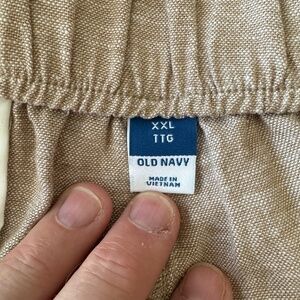 XXL
TTG
OLD NAVY
MADE IN
VIETNAM